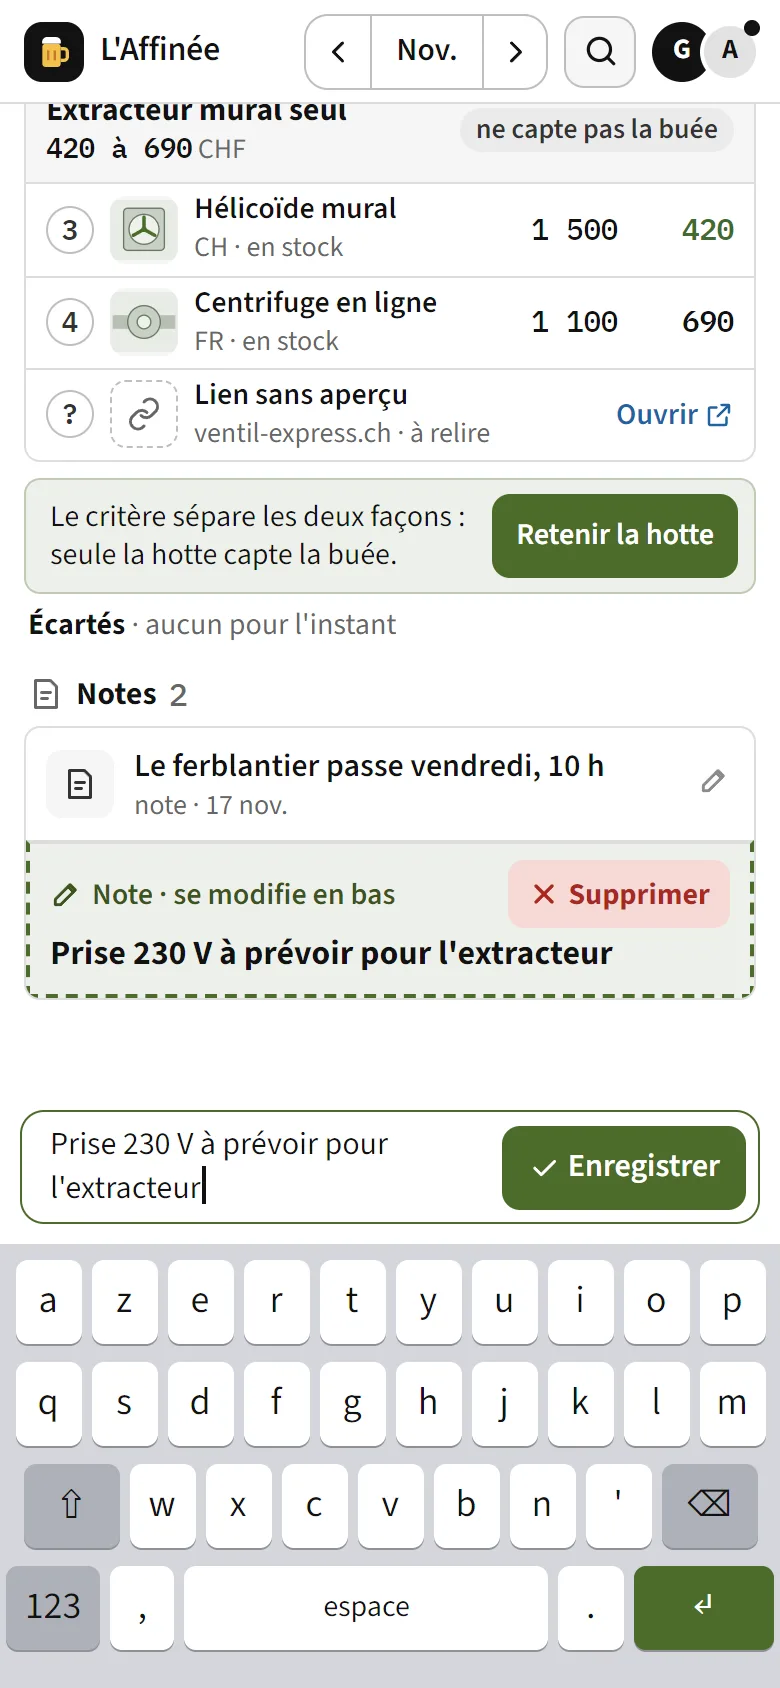 L'Affinée
Nov.
G
A
Extracteur mural seul
420 à 690 CHF
ne capte pas la buée
3
Hélicoïde mural
CH · en stock
1 500
420
4
Centrifuge en ligne
FR · en stock
1 100
690
?
Lien sans aperçu
ventil-express.ch · à relire
Ouvrir
Le critère sépare les deux façons :
seule la hotte capte la buée.
Retenir la hotte
Écartés · aucun pour l'instant
Notes 2
Le ferblantier passe vendredi, 10 h
note · 17 nov.
Note · se modifie en bas
Supprimer
Prise 230 V à prévoir pour l'extracteur
Prise 230 V à prévoir pour
l'extracteur
Enregistrer
a z e r t y u i o p
q s d f g h j k l m
⇧ w x c v b n ' ⌫
123 , espace . ↵